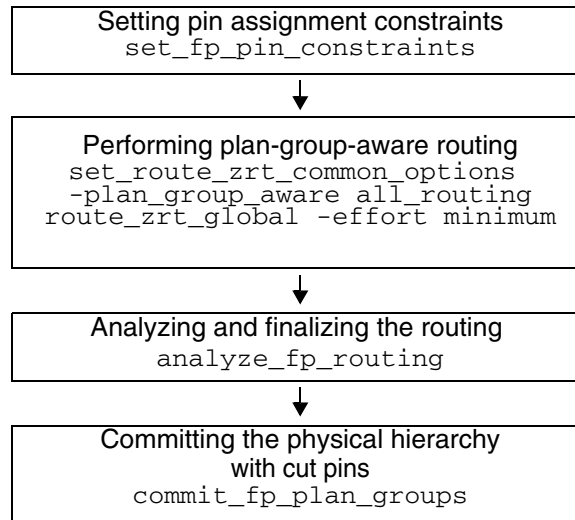 Setting pin assignment constraints
set_fp_pin_constraints
Performing plan-group-aware routing
set_route_zrt_common_options
-plan_group_aware all_routing
route_zrt_global -effort minimum
Analyzing and finalizing the routing
analyze_fp_routing
Committing the physical hierarchy
with cut pins
commit_fp_plan_groups